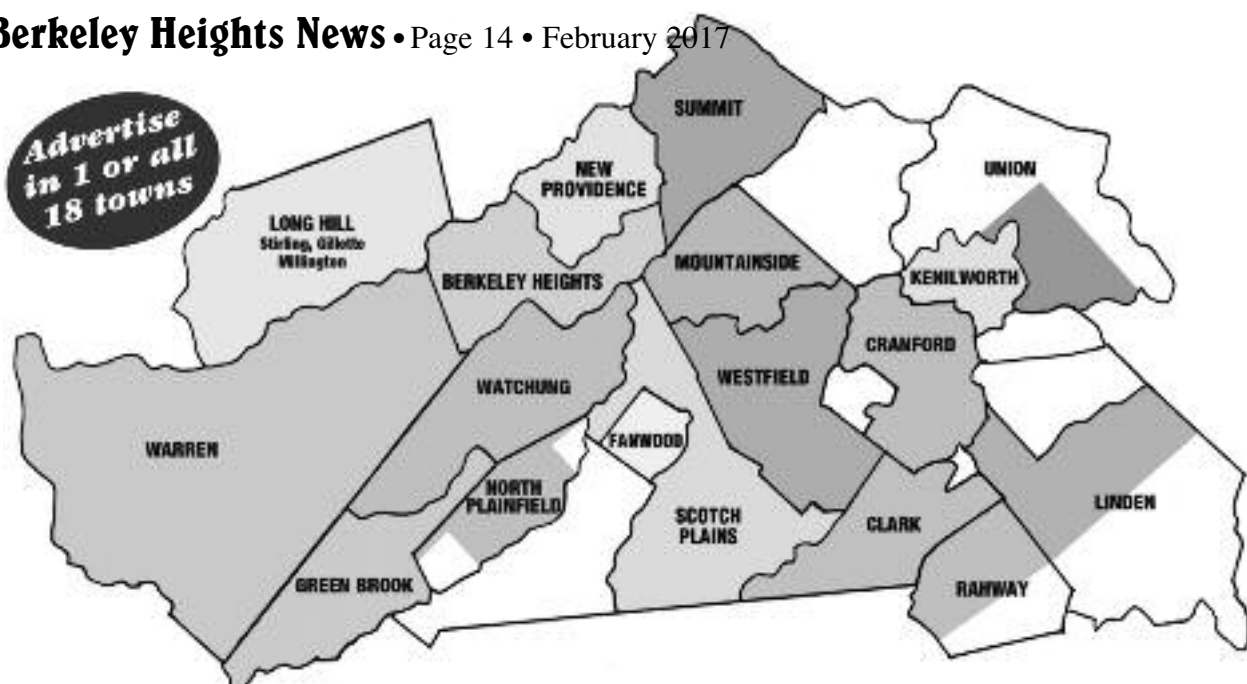 Berkeley Heights News • Page 14 • February 2017
Advertise
in 1 or all
18 towns
SUMMIT
NEW
PROVIDENCE
UNION
LONG HILL
Stirling, Gillette
Millington
BERKELEY HEIGHTS
MOUNTAINSIDE
KENILWORTH
CRANFORD
WATCHUNG
WESTFIELD
WARREN
FANWOOD
NORTH
PLAINFIELD
SCOTCH
PLAINS
CLARK
LINDEN
GREEN BROOK
RAHWAY